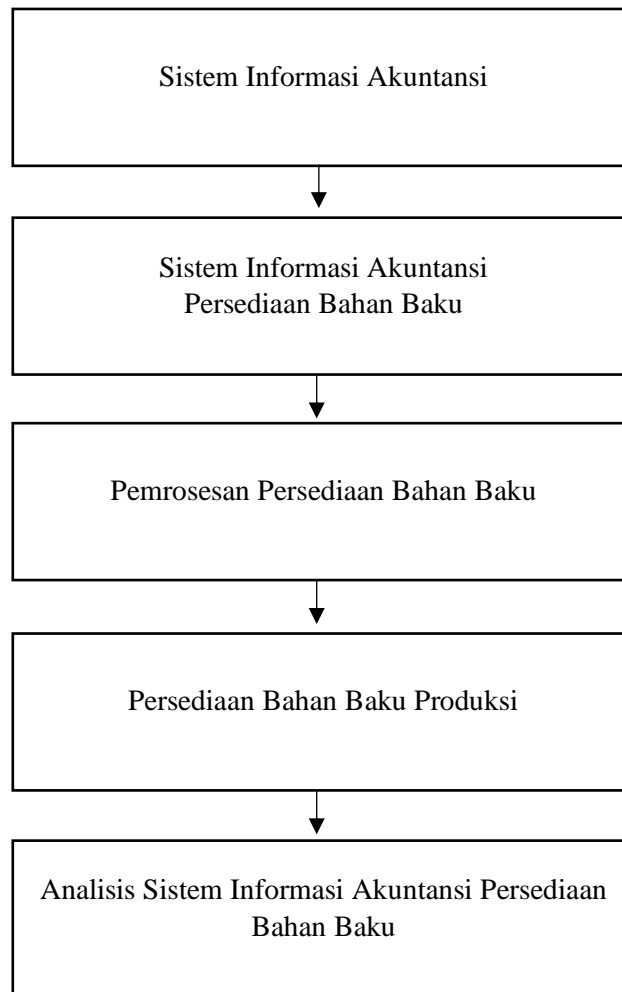 Sistem Informasi Akuntansi
Sistem Informasi Akuntansi
Persediaan Bahan Baku
Pemrosesan Persediaan Bahan Baku
Persediaan Bahan Baku Produksi
Analisis Sistem Informasi Akuntansi Persediaan
Bahan Baku